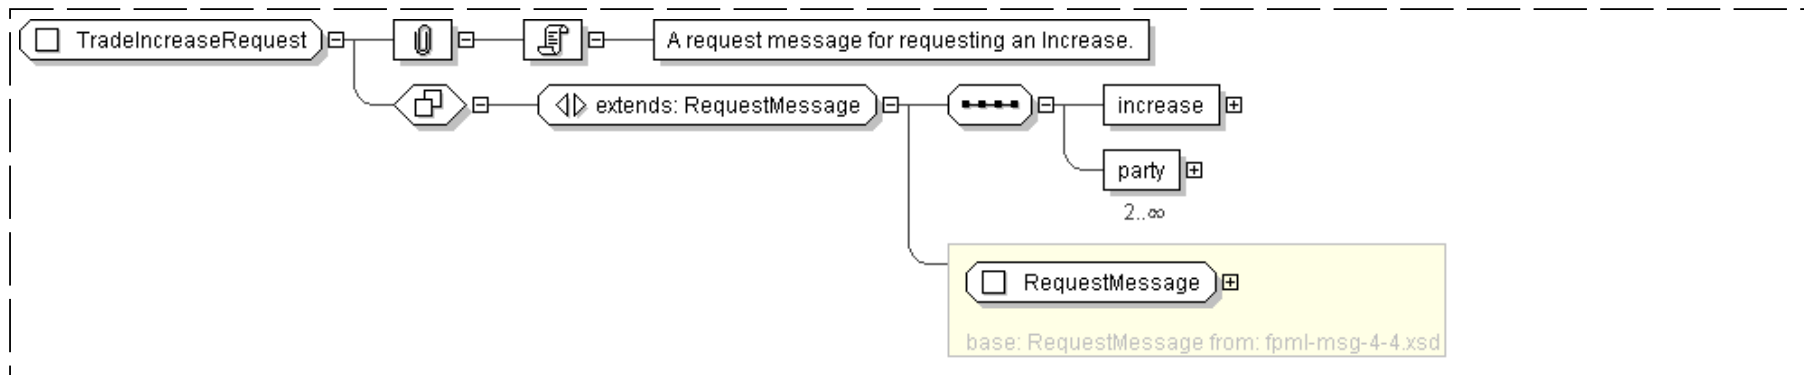 TradeIncreaseRequest
A request message for requesting an Increase.
extends: RequestMessage
increase
party
2..∞
RequestMessage
base: RequestMessage from: fpml-msg-4-4.xsd